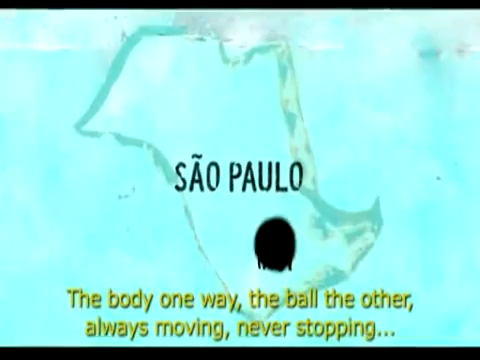 SÃO PAULO
The body one way, the ball the other,
always moving, never stopping...